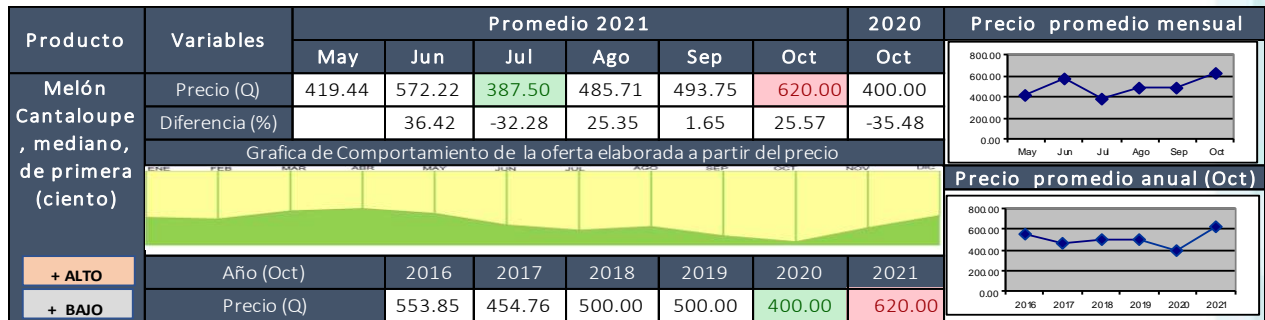 Producto Variables Promedio 2021 2020 Precio promedio mensual
May Jun Jul Ago Sep Oct Oct
Melón Cantaloupe, mediano, de primera (ciento)
Precio (Q) 419.44 572.22 387.50 485.71 493.75 620.00 400.00
Diferencia (%) 36.42 -32.28 25.35 1.65 25.57 -35.48
Grafica de Comportamiento de la oferta elaborada a partir del precio
ENE FEB MAR ABR MAY JUN JUL AGO SEP OCT NOV DIC
800.00
600.00
400.00
200.00
0.00
May Jun Jul Ago Sep Oct
Precio promedio anual (Oct)
800.00
600.00
400.00
200.00
0.00
2016 2017 2018 2019 2020 2021
+ ALTO Año (Oct) 2016 2017 2018 2019 2020 2021
+ BAJO Precio (Q) 553.85 454.76 500.00 500.00 400.00 620.00